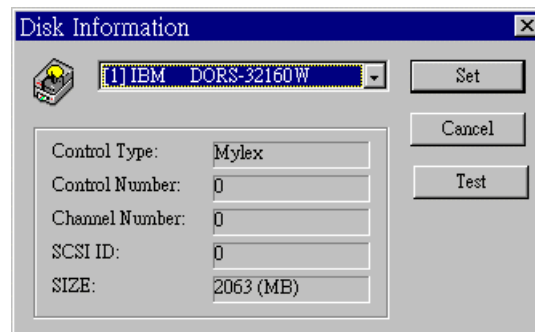 Disk Information
[1] IBM DORS-32160W
Set
Cancel
Test
Control Type: Mylex
Control Number: 0
Channel Number: 0
SCSI ID: 0
SIZE: 2063 (MB)